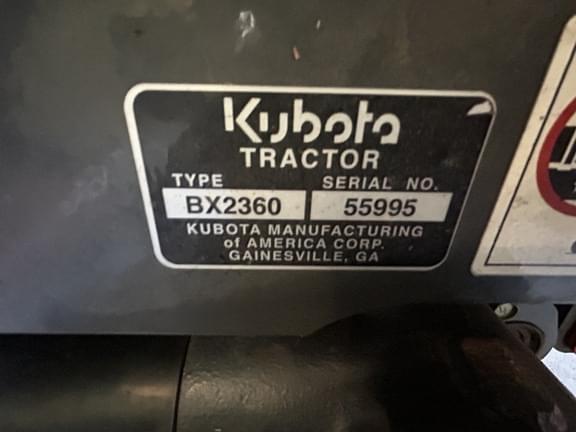 Kubota
TRACTOR
TYPE SERIAL NO.
BX2360 55995
KUBOTA MANUFACTURING
of AMERICA CORP.
GAINESVILLE, GA